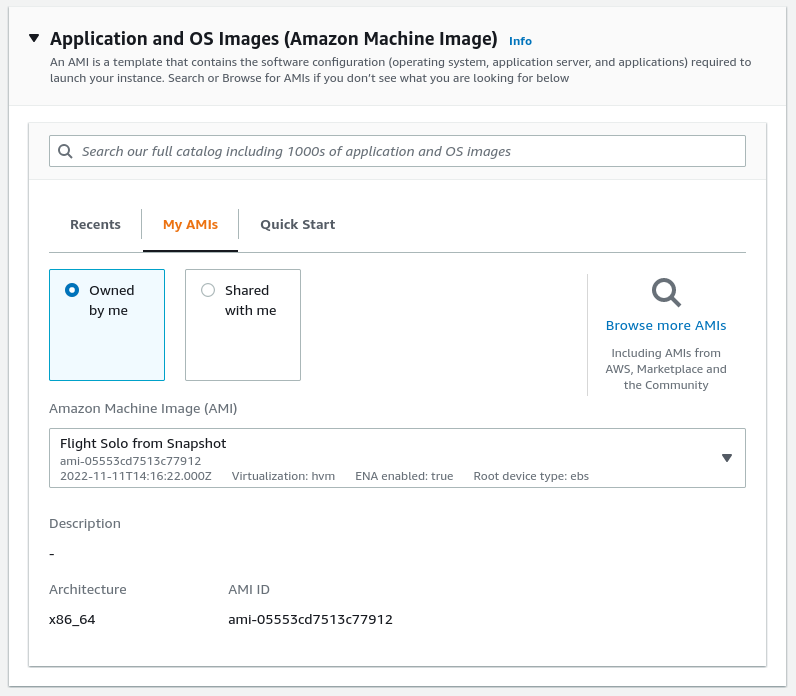 Application and OS Images (Amazon Machine Image) Info
An AMI is a template that contains the software configuration (operating system, application server, and applications) required to
launch your instance. Search or Browse for AMIs if you don't see what you are looking for below
Search our full catalog including 1000s of application and OS images
Recents
My AMIs
Quick Start
Owned
by me
Shared
with me
Browse more AMIs
Including AMIs from
AWS, Marketplace and
the Community
Amazon Machine Image (AMI)
Flight Solo from Snapshot
ami-05553cd7513c77912
2022-11-11T14:16:22.000Z Virtualization: hvm ENA enabled: true Root device type: ebs
Description
-
Architecture AMI ID
x86_64 ami-05553cd7513c77912